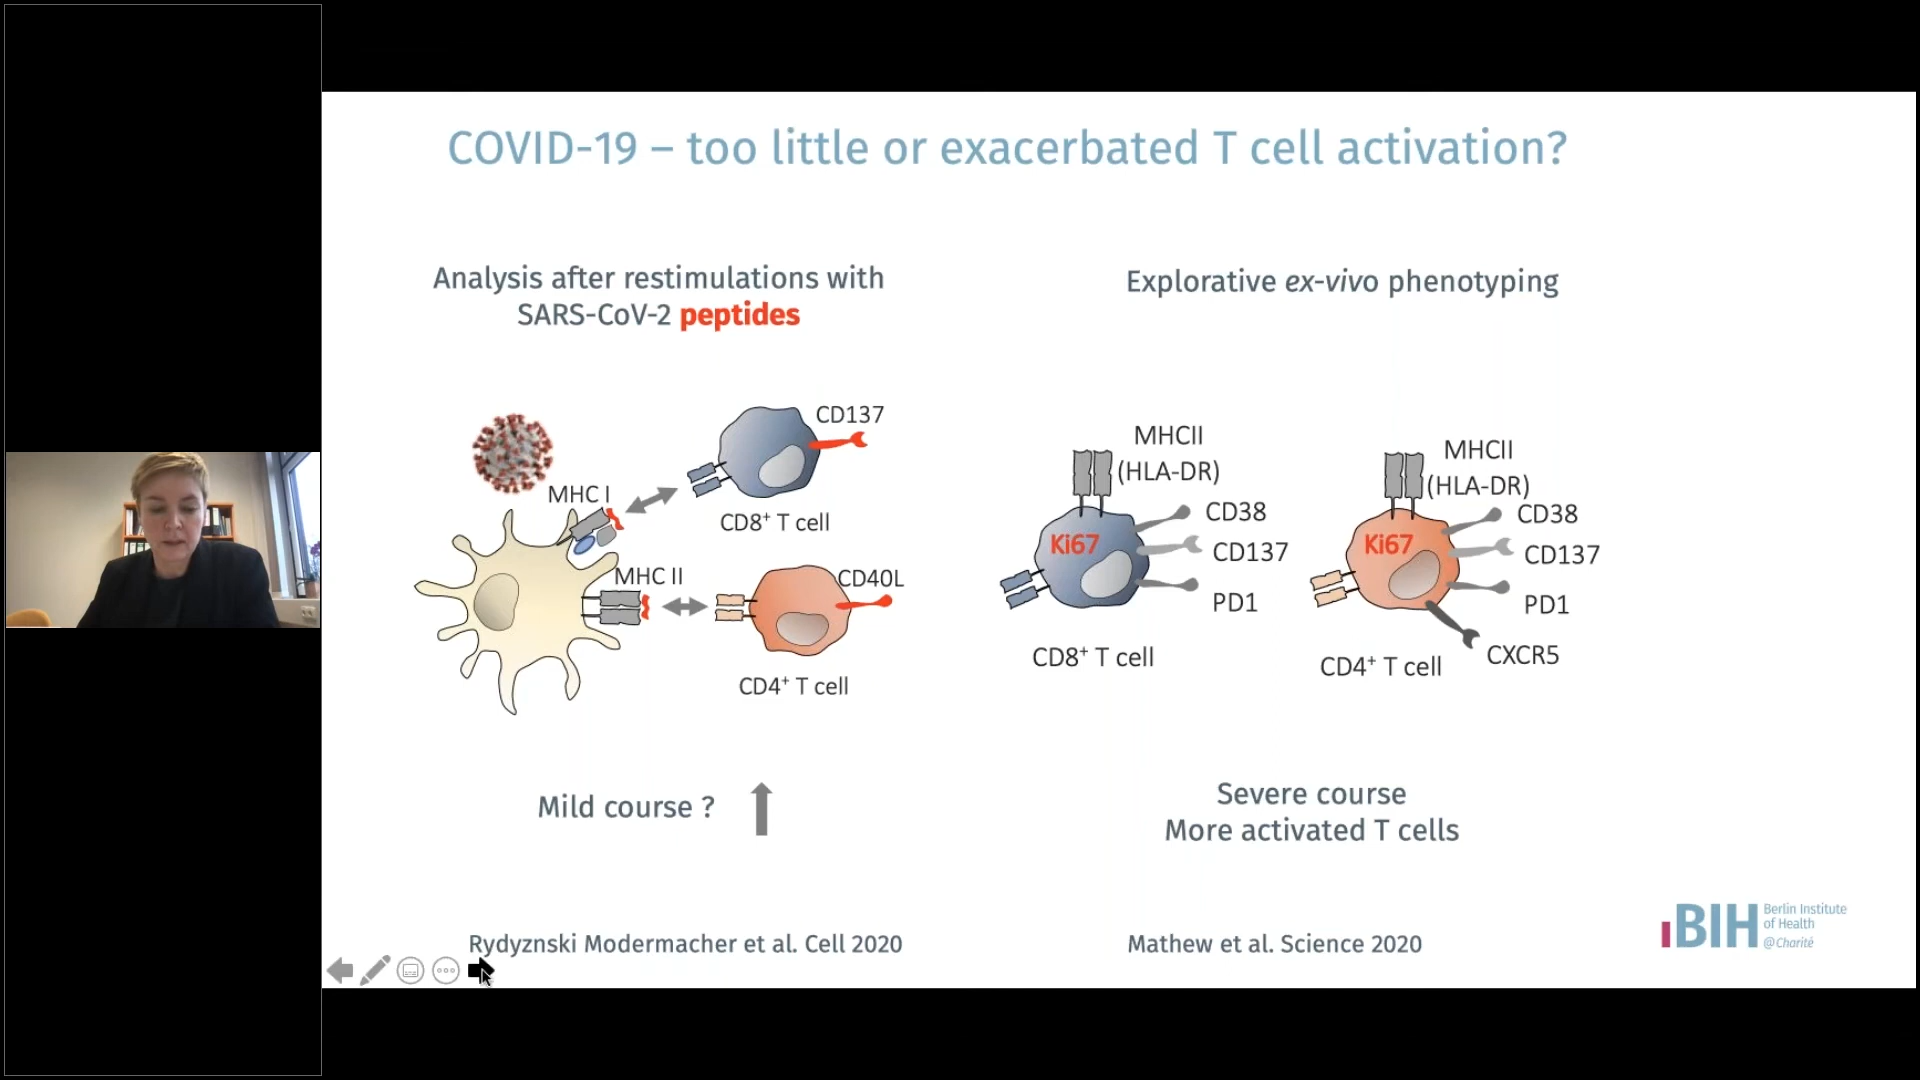 COVID-19 – too little or exacerbated T cell activation?
Analysis after restimulations with
SARS-CoV-2 peptides
MHC I
CD137
CD8⁺ T cell
MHC II
CD40L
CD4⁺ T cell
Mild course ?
Rydyznski Modermacher et al. Cell 2020
Explorative ex-vivo phenotyping
MHCII
(HLA-DR)
CD38
Ki67
CD137
PD1
CD8⁺ T cell
MHCII
(HLA-DR)
CD38
Ki67
CD137
PD1
CXCR5
CD4⁺ T cell
Severe course
More activated T cells
Mathew et al. Science 2020
BIH
Berlin Institute
of Health
@Charité